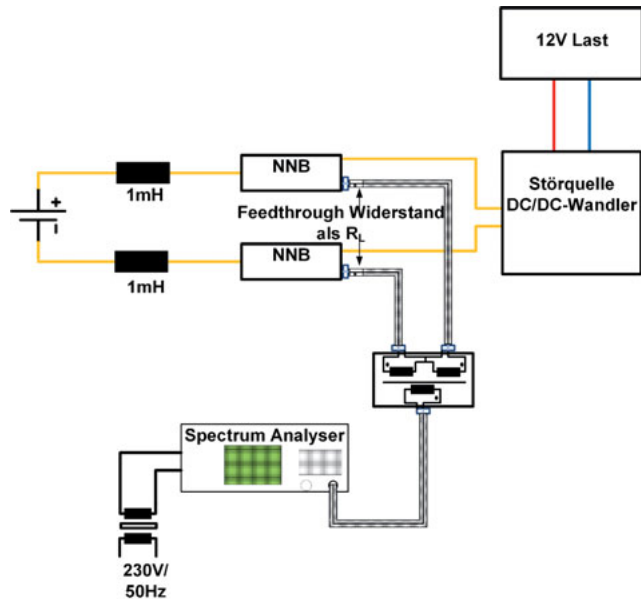 12V Last
NNB
1mH
Störquelle
DC/DC-Wandler
Feedthrough Widerstand
als RL
+
NNB
1mH
Spectrum Analyser
230V/
50Hz